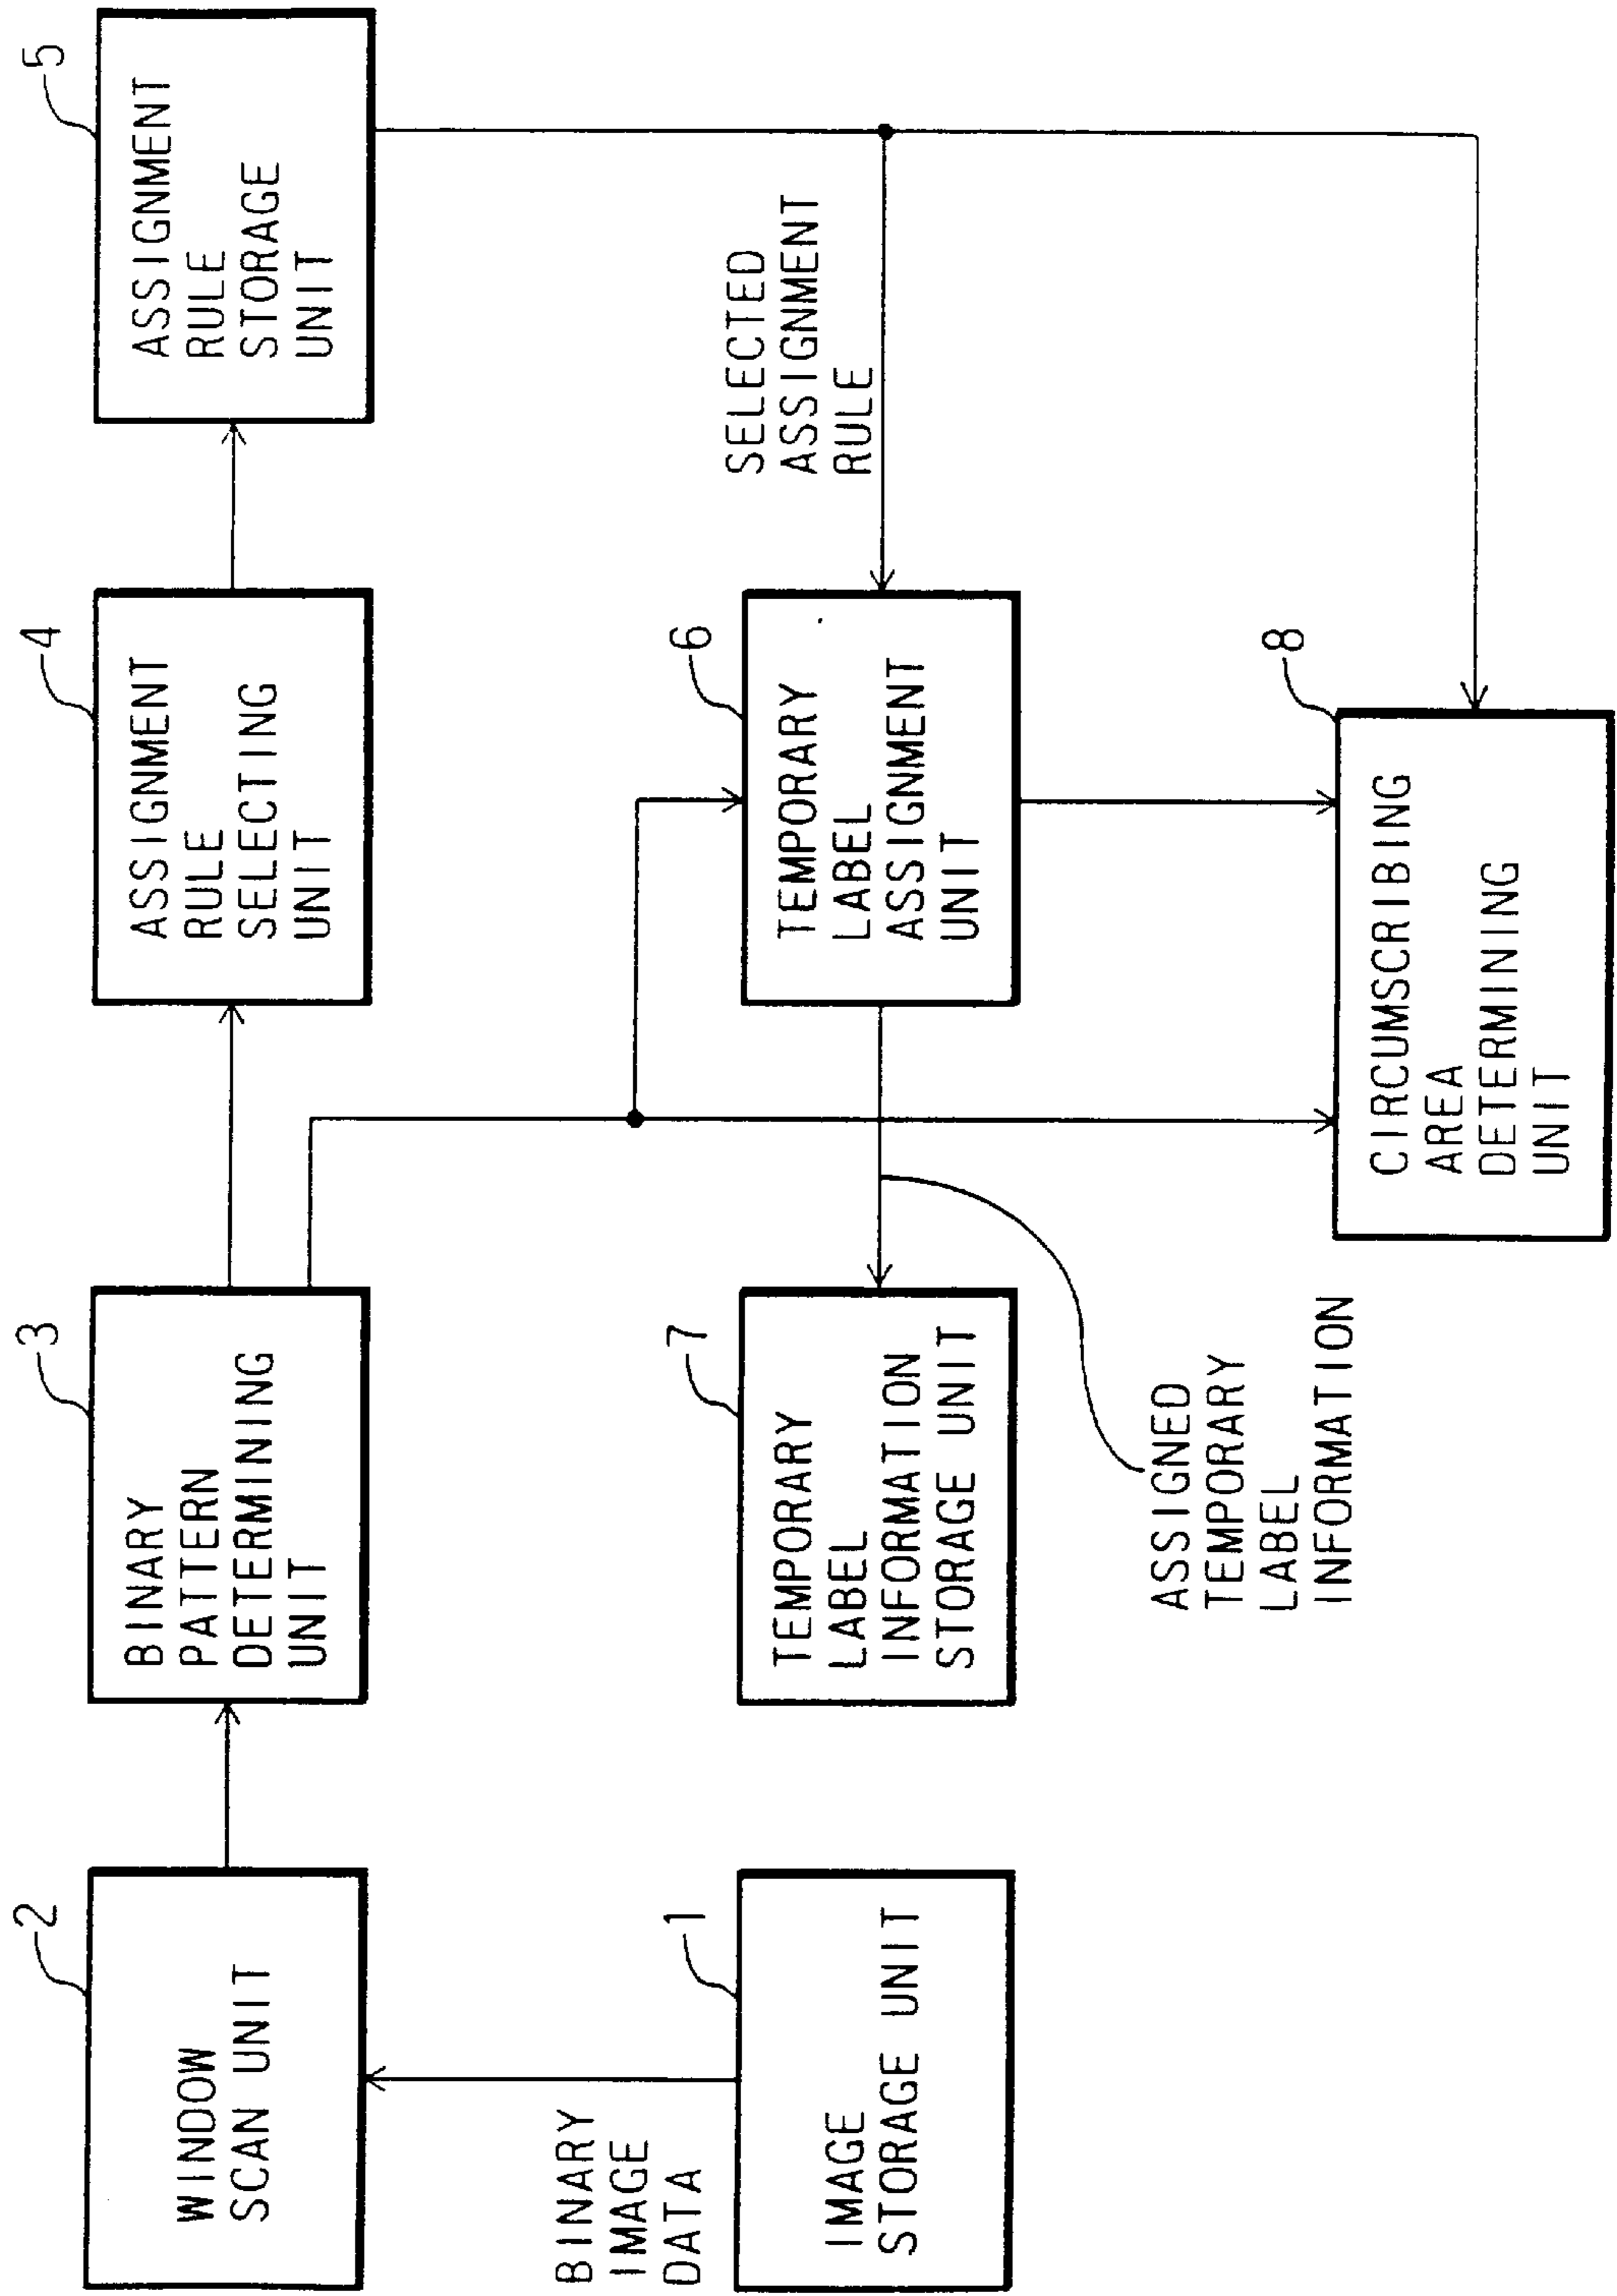 2
WINDOW
SCAN UNIT
3
BINARY
PATTERN
DETERMINING
UNIT
4
ASSIGNMENT
RULE
SELECTING
UNIT
5
ASSIGNMENT
RULE
STORAGE
UNIT
BINARY
IMAGE
DATA
1
IMAGE
STORAGE UNIT
7
TEMPORARY
LABEL
INFORMATION
STORAGE UNIT
6
TEMPORARY
LABEL
ASSIGNMENT
UNIT
SELECTED
ASSIGNMENT
RULE
ASSIGNED
TEMPORARY
LABEL
INFORMATION
8
CIRCUMSCRIBING
AREA
DETERMINING
UNIT